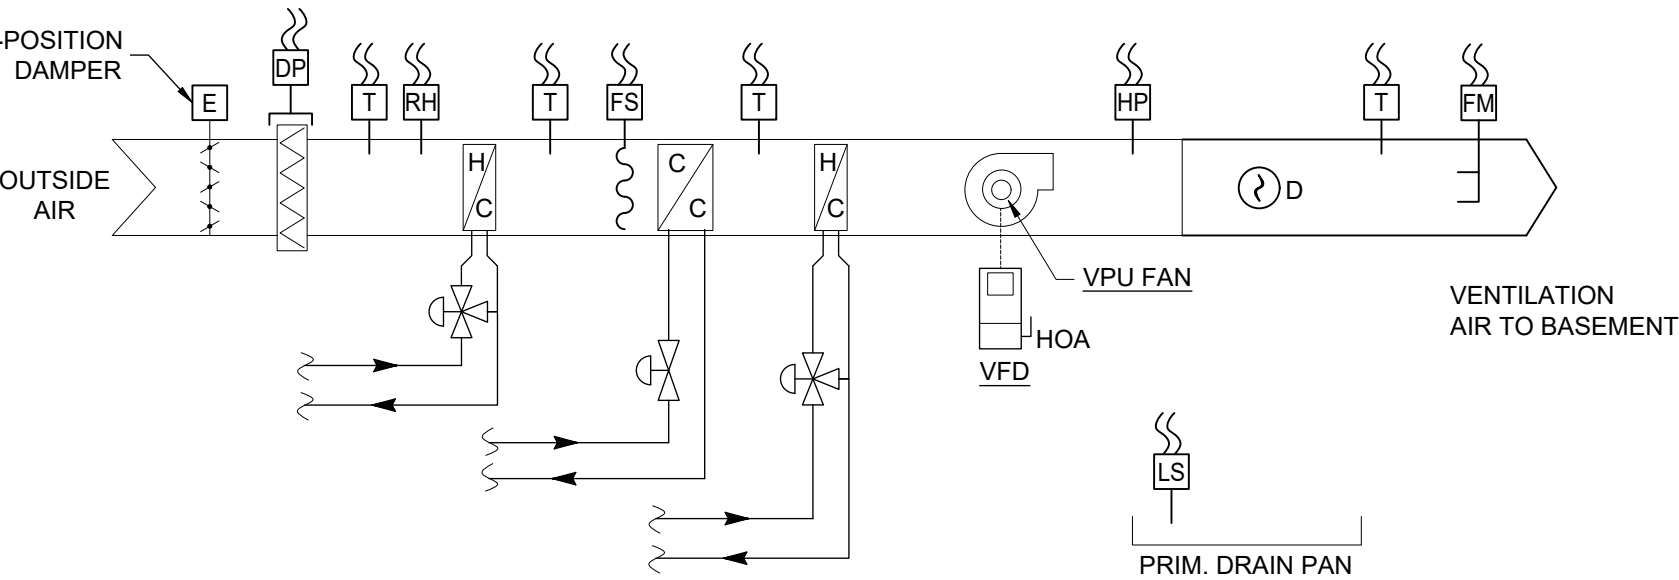 -POSITION
DAMPER
E
DP
T
RH
T
FS
T
HP
T
FM
OUTSIDE
AIR
H
C
C
C
H
C
D
VPU FAN
HOA
VFD
VENTILATION
AIR TO BASEMENT
LS
PRIM. DRAIN PAN